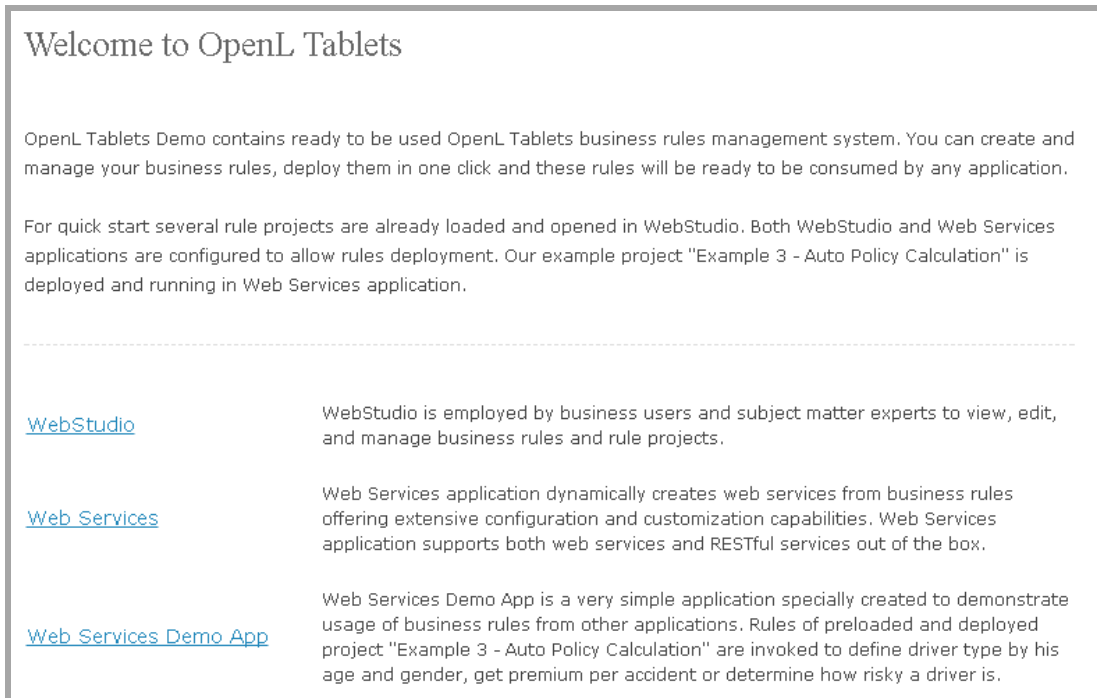 Welcome to OpenL Tablets
OpenL Tablets Demo contains ready to be used OpenL Tablets business rules management system. You can create and
manage your business rules, deploy them in one click and these rules will be ready to be consumed by any application.
For quick start several rule projects are already loaded and opened in WebStudio. Both WebStudio and Web Services
applications are configured to allow rules deployment. Our example project "Example 3 - Auto Policy Calculation" is
deployed and running in Web Services application.
WebStudio
WebStudio is employed by business users and subject matter experts to view, edit,
and manage business rules and rule projects.
Web Services
Web Services application dynamically creates web services from business rules
offering extensive configuration and customization capabilities. Web Services
application supports both web services and RESTful services out of the box.
Web Services Demo App
Web Services Demo App is a very simple application specially created to demonstrate
usage of business rules from other applications. Rules of preloaded and deployed
project "Example 3 - Auto Policy Calculation" are invoked to define driver type by his
age and gender, get premium per accident or determine how risky a driver is.